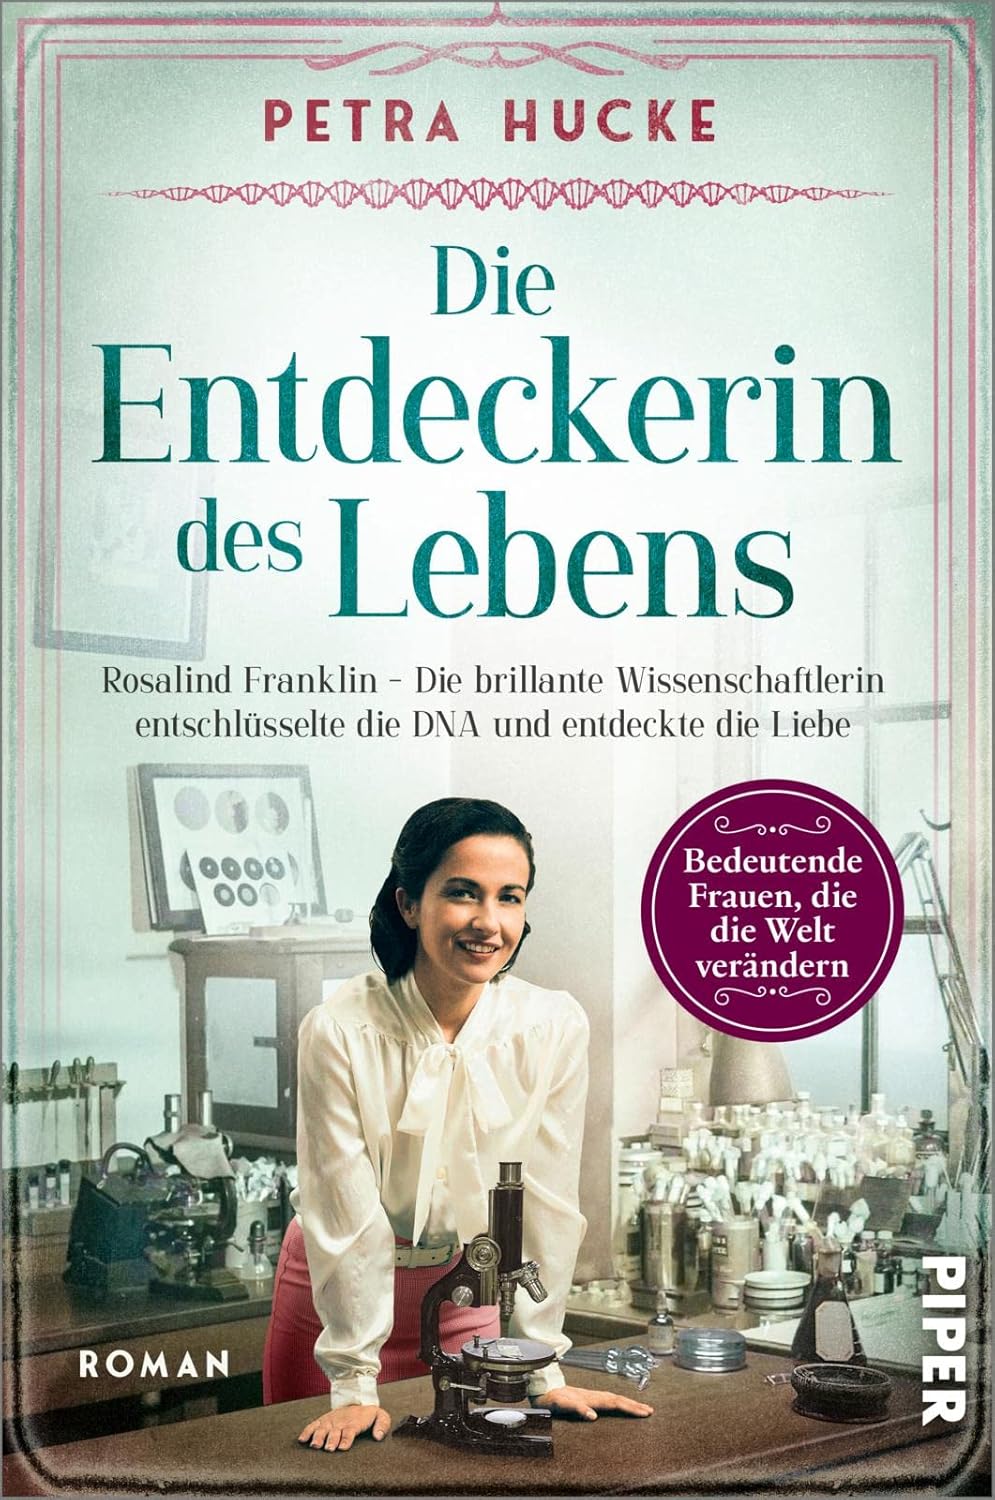 PETRA HUCKE
Die
Entdeckerin
des Lebens
Rosalind Franklin – Die brillante Wissenschaftlerin
entschlüsselte die DNA und entdeckte die Liebe
Bedeutende
Frauen, die
die Welt
verändern
ROMAN
PIPER